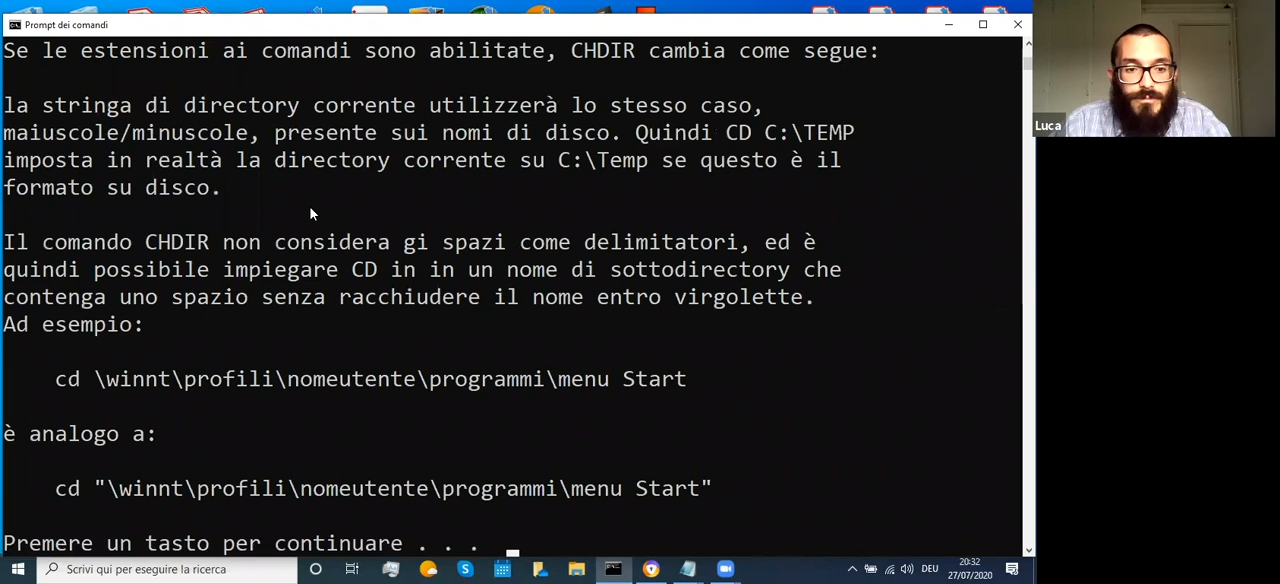 Prompt dei comandi
Se le estensioni ai comandi sono abilitate, CHDIR cambia come segue:
la stringa di directory corrente utilizzerà lo stesso caso,
maiuscole/minuscole, presente sui nomi di disco. Quindi CD C:\TEMP
imposta in realtà la directory corrente su C:\Temp se questo è il
formato su disco.
Il comando CHDIR non considera gi spazi come delimitatori, ed è
quindi possibile impiegare CD in in un nome di sottodirectory che
contenga uno spazio senza racchiudere il nome entro virgolette.
Ad esempio:
cd \winnt\profili\nomeutente\programmi\menu Start
è analogo a:
cd "\winnt\profili\nomeutente\programmi\menu Start"
Premere un tasto per continuare . . .
Luca
Scrivi qui per eseguire la ricerca
DEU
20:32
27/07/2020